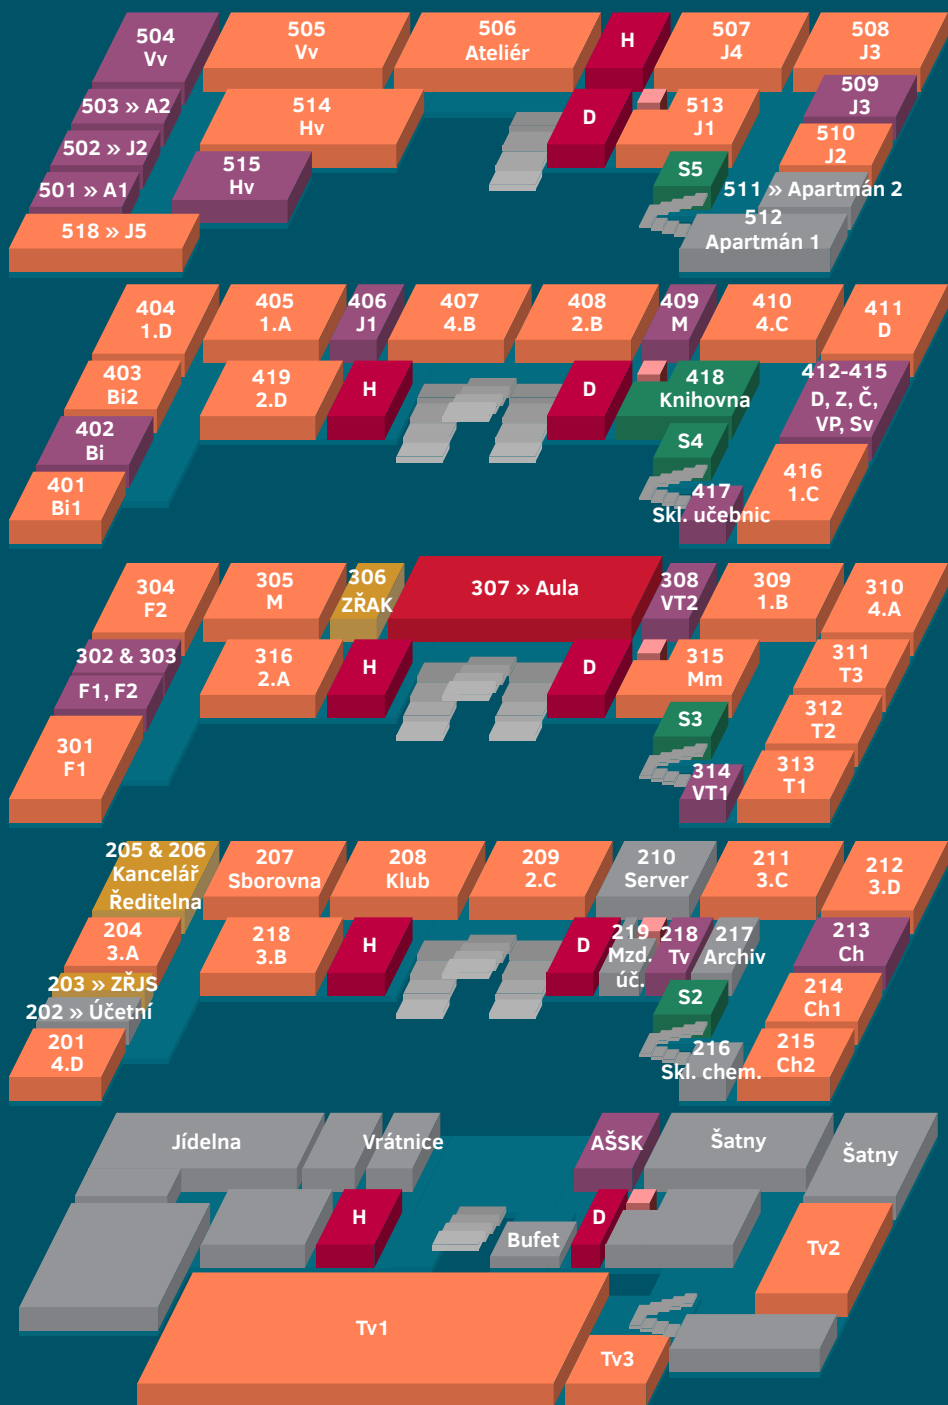 504
Vv
505
Vv
506
Ateliér
H
507
J4
508
J3
503 » A2
514
Hv
D
513
J1
509
J3
502 » J2
510
J2
515
Hv
S5
501 » A1
511 » Apartmán 2
518 » J5
512
Apartmán 1
404
1.D
405
1.A
406
J1
407
4.B
408
2.B
409
M
410
4.C
411
D
403
Bi2
419
2.D
H
D
418
Knihovna
412-415
D, Z, Č,
VP, Sv
402
Bi
S4
416
1.C
401
Bi1
417
Skl. učebnic
304
F2
305
M
306
ZŘAK
307 » Aula
308
VT2
309
1.B
310
4.A
302 & 303
F1, F2
316
2.A
H
D
315
Mm
311
T3
S3
312
T2
301
F1
314
VT1
313
T1
205 & 206
Kancelář
Ředitelna
207
Sborovna
208
Klub
209
2.C
210
Server
211
3.C
212
3.D
204
3.A
218
3.B
H
D
219
Mzd.
úč.
218
Tv
217
Archiv
213
Ch
203 » ZŘJS
S2
214
Ch1
202 » Účetní
201
4.D
216
Skl. chem.
215
Ch2
Jídelna
Vrátnice
AŠSK
Šatny
Šatny
H
Bufet
D
Tv2
Tv1
Tv3